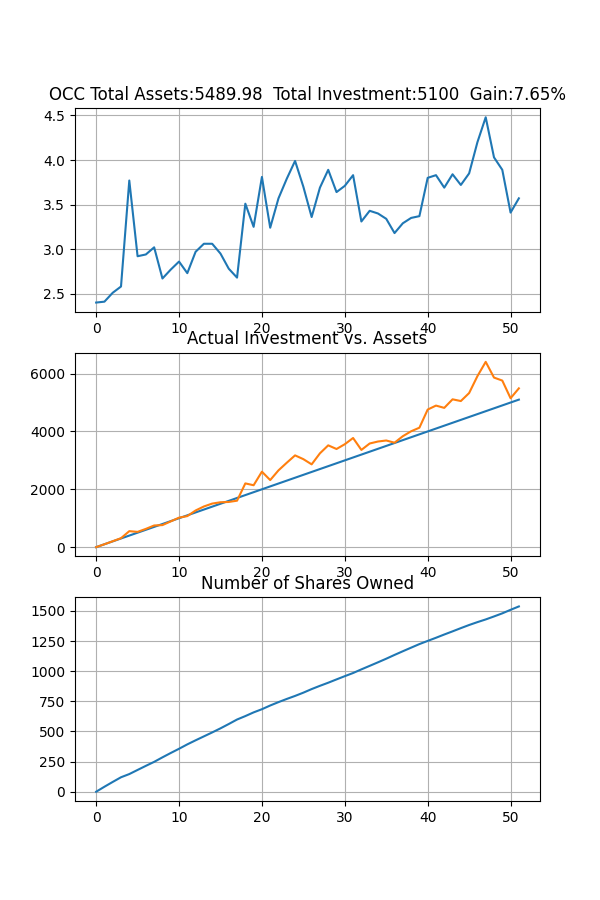 OCC Total Assets:5489.98  Total Investment:5100  Gain:7.65%
4.5
4.0
3.5
3.0
2.5
0 10 20 30 40 50
Actual Investment vs. Assets
6000
4000
2000
0
0 10 20 30 40 50
Number of Shares Owned
1500
1250
1000
750
500
250
0
0 10 20 30 40 50